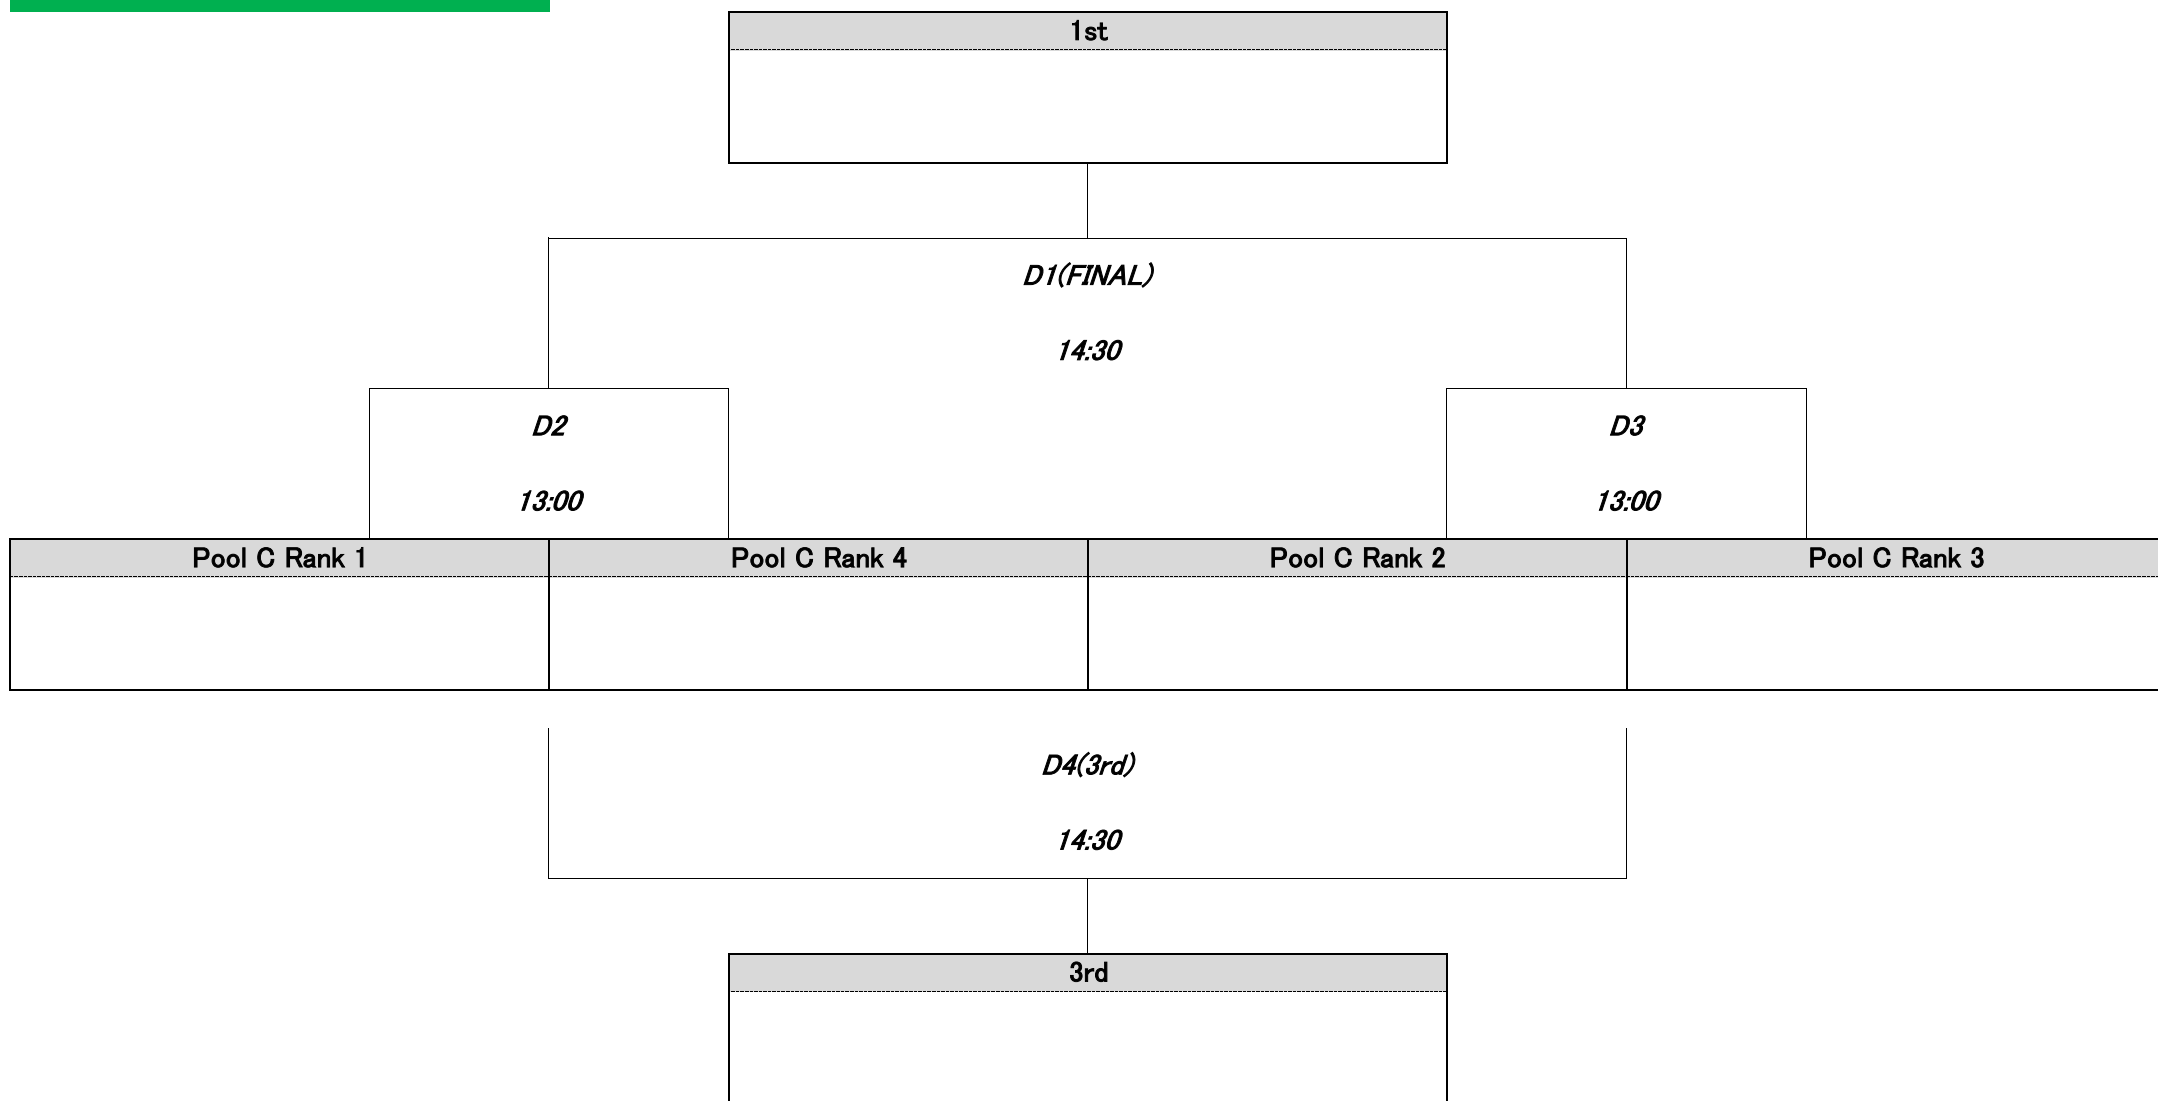 1st
D1(FINAL)
14:30
D2
D3
13:00
13:00
Pool C Rank 1
Pool C Rank 4
Pool C Rank 2
Pool C Rank 3
D4(3rd)
14:30
3rd